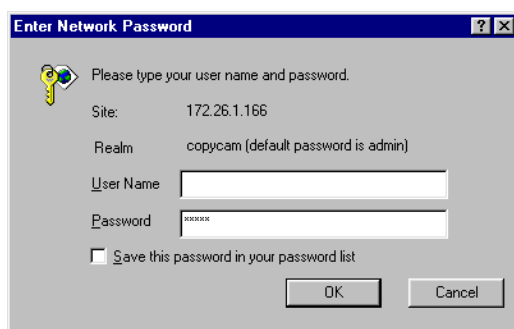 Enter Network Password
Please type your user name and password.
Site: 172.26.1.166
Realm copycam (default password is admin)
User Name
Password xxxxx
Save this password in your password list
OK Cancel